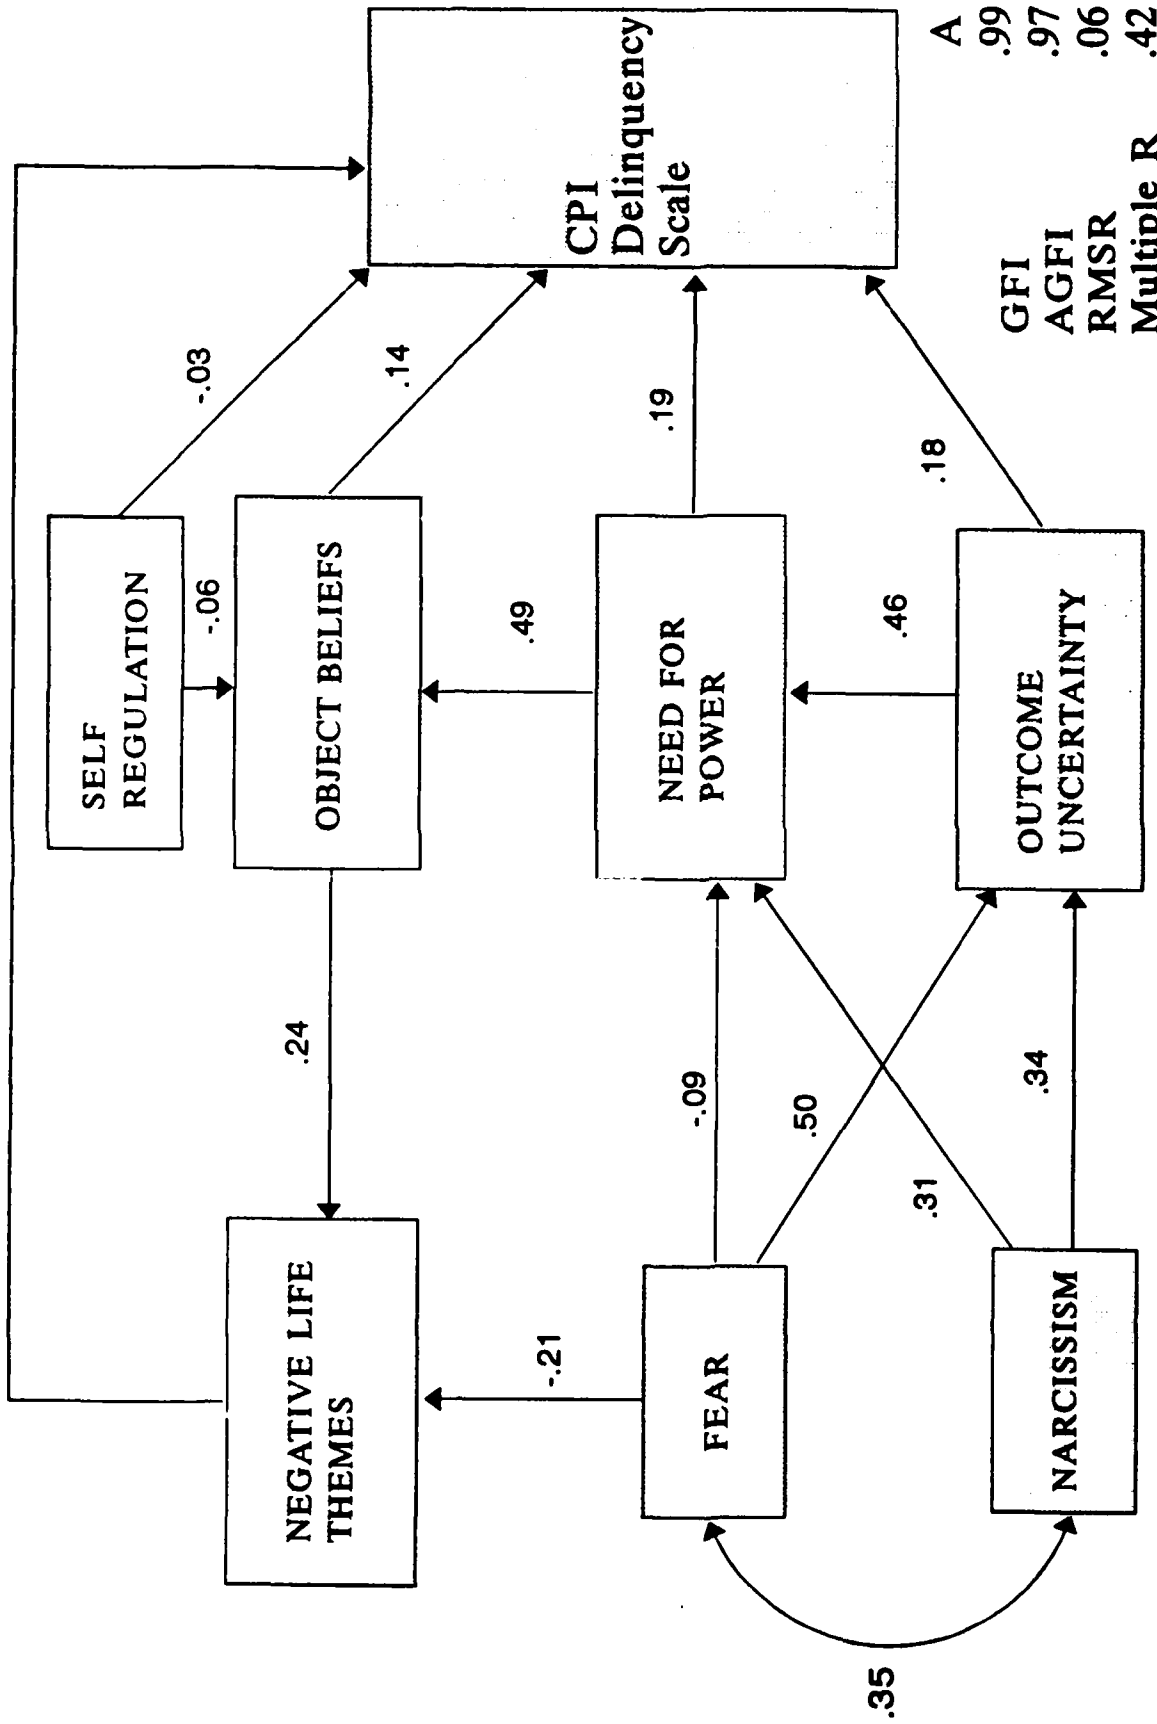 SELF
REGULATION
-.03
-.06
NEGATIVE LIFE
THEMES
.24
OBJECT BELIEFS
.14
CPI
Delinquency
Scale
-.21
.49
FEAR
-.09
NEED FOR
POWER
.19
.50
.35
.31
.46
.18
NARCISSISM
.34
OUTCOME
UNCERTAINTY
A
GFI .99
AGFI .97
RMSR .06
Multiple R .42